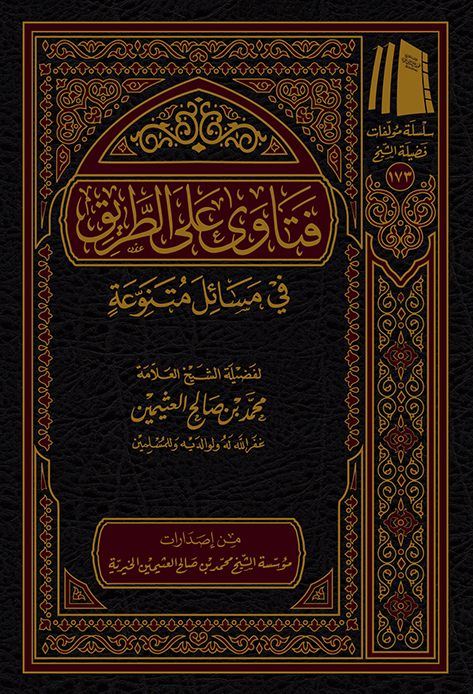 سلسلة مؤلفات
فضيلة الشيخ
١٧٣
فتاوى على الطريق
في مسائل متنوعة
لفضيلة الشيخ العلامة
محمد بن صالح العثيمين
غفر الله له ولوالديه وللمسلمين
من إصدارات
مؤسسة الشيخ محمد بن صالح العثيمين الخيرية